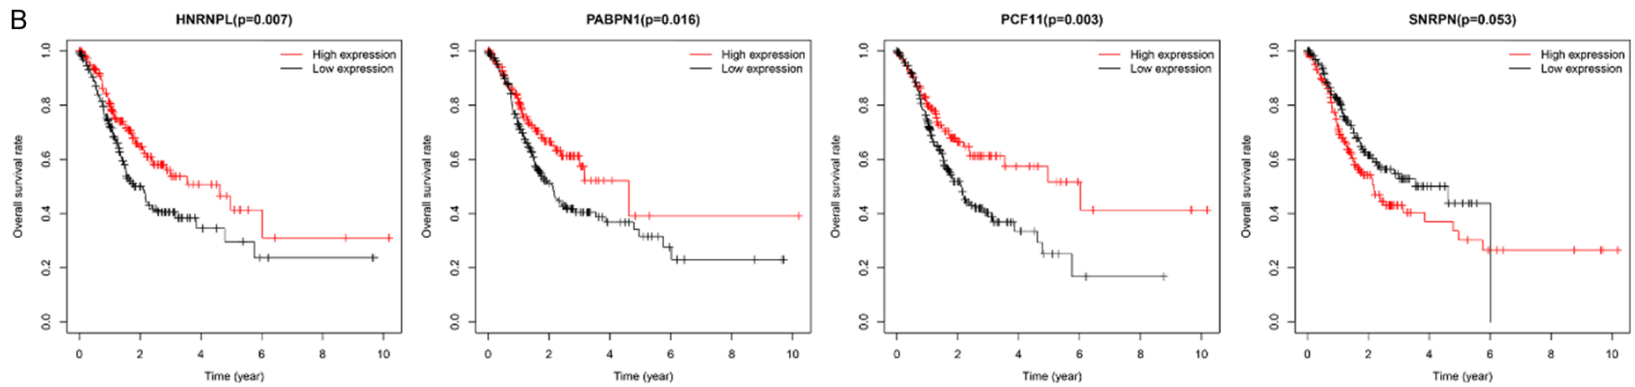 B
HNRNPL(p=0.007)
High expression
Low expression
Overall survival rate
1.0
0.8
0.6
0.4
0.2
0.0
0 2 4 6 8 10
Time (year)
PABPN1(p=0.016)
High expression
Low expression
Overall survival rate
1.0
0.8
0.6
0.4
0.2
0.0
0 2 4 6 8 10
Time (year)
PCF11(p=0.003)
High expression
Low expression
Overall survival rate
1.0
0.8
0.6
0.4
0.2
0.0
0 2 4 6 8 10
Time (year)
SNRPN(p=0.053)
High expression
Low expression
Overall survival rate
1.0
0.8
0.6
0.4
0.2
0.0
0 2 4 6 8 10
Time (year)